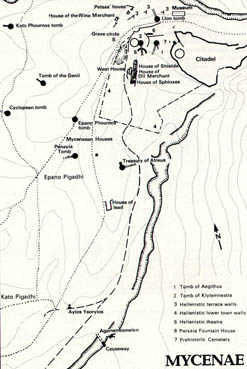 Petsas' house
MUSEUM
House of the Wine Merchant
Lion tomb
Kato Phournos tomb
Grave circle
B
Citadel
West House
House of Shields
House of
Oil Merchant
House of Sphinxes
Tomb of the Genii
Cyclopean tomb
Epano Phournos
tomb
Mycenaean Houses
Panayia
Tomb
Treasury of Atreus
Epano Pigadhi
House of
lead
N
Kato Pigadhi
Ayios Yeoryios
Agamemnoneion
Causeway
1 Tomb of Aegisthus
2 Tomb of Klytemnestra
3 Hellenistic terrace walls
4 Hellenistic lower town walls
5 Hellenistic theatre
6 Perseia Fountain House
7 Prehistoric Cemetery
MYCENAE